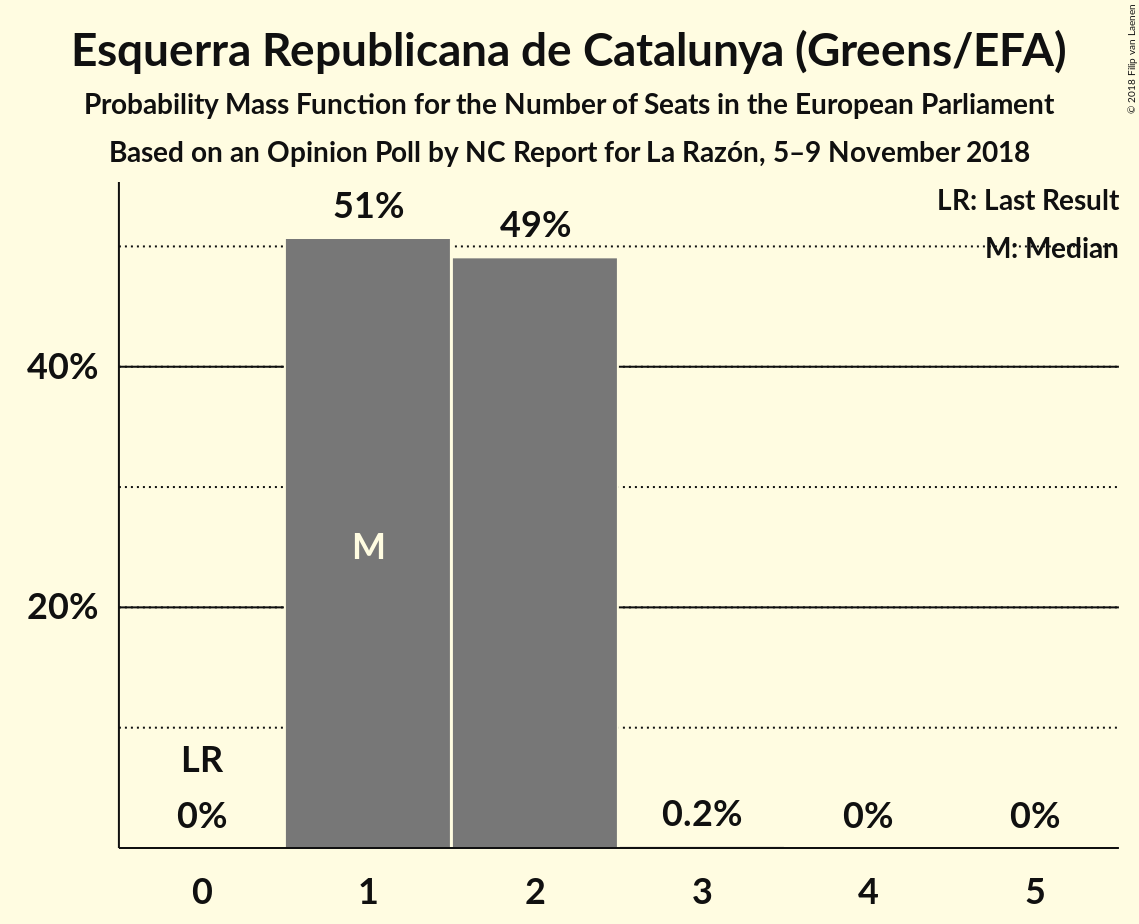 Esquerra Republicana de Catalunya (Greens/EFA)
Probability Mass Function for the Number of Seats in the European Parliament
Based on an Opinion Poll by NC Report for La Razón, 5–9 November 2018
© 2018 Filip van Laenen
LR: Last Result
M: Median
51%
49%
40%
M
20%
LR
0%
0.2%
0%
0%
0 1 2 3 4 5